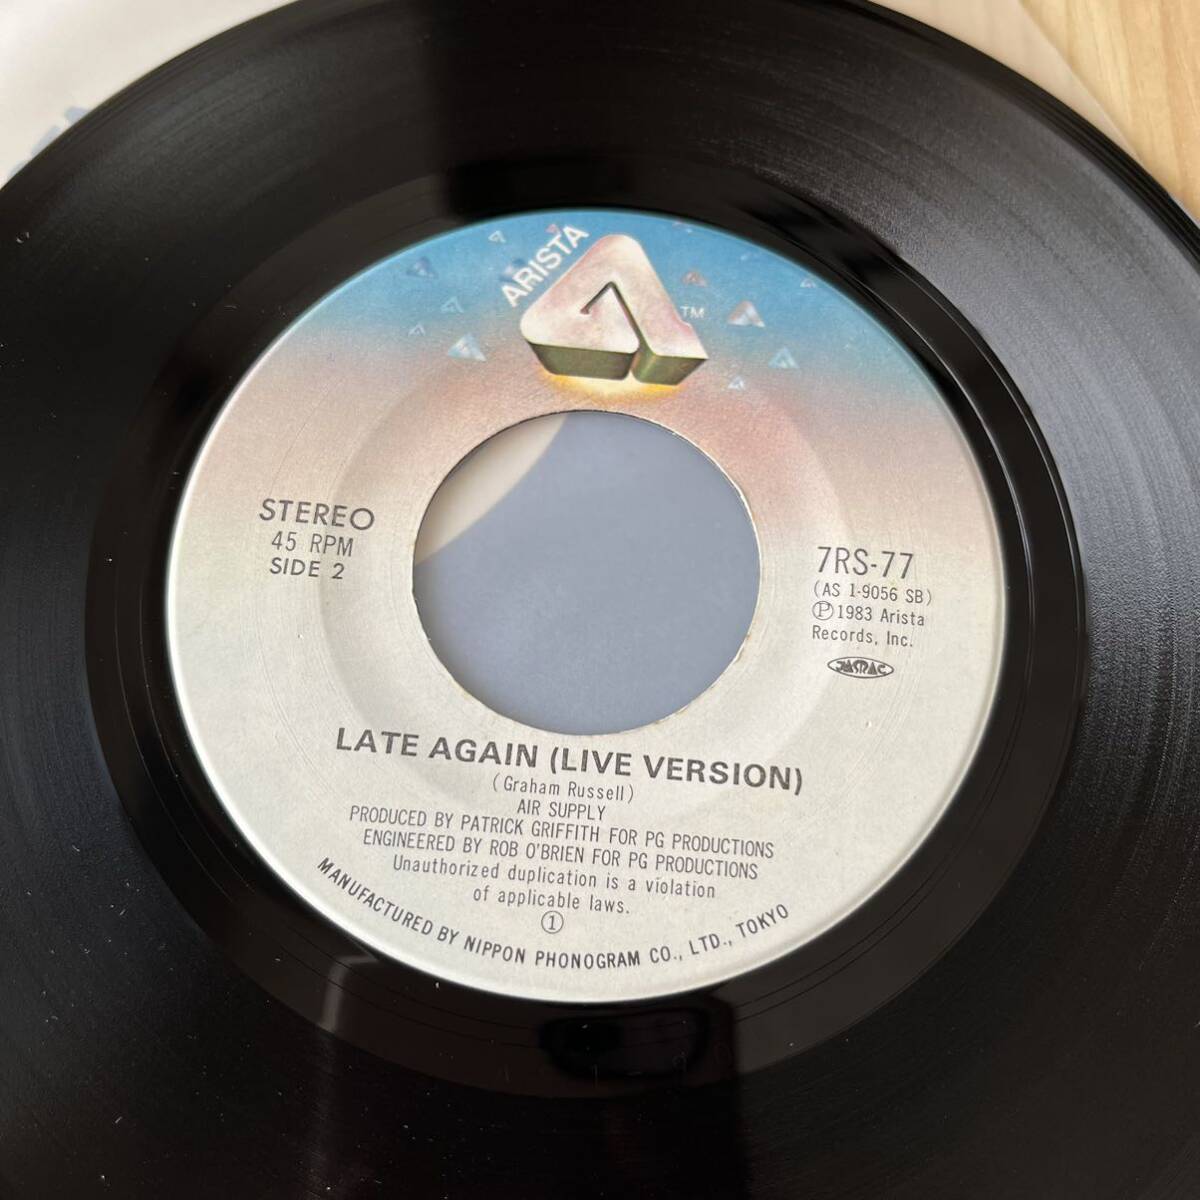 ARISTA
TM
STEREO
45 RPM
SIDE 2
7RS-77
(AS 1-9056 SB)
Ⓟ 1983 Arista
Records, Inc.
JASRAC
LATE AGAIN (LIVE VERSION)
(Graham Russell)
AIR SUPPLY
PRODUCED BY PATRICK GRIFFITH FOR PG PRODUCTIONS
ENGINEERED BY ROB O'BRIEN FOR PG PRODUCTIONS
Unauthorized duplication is a violation
of applicable laws.
①
MANUFACTURED BY NIPPON PHONOGRAM CO., LTD., TOKYO